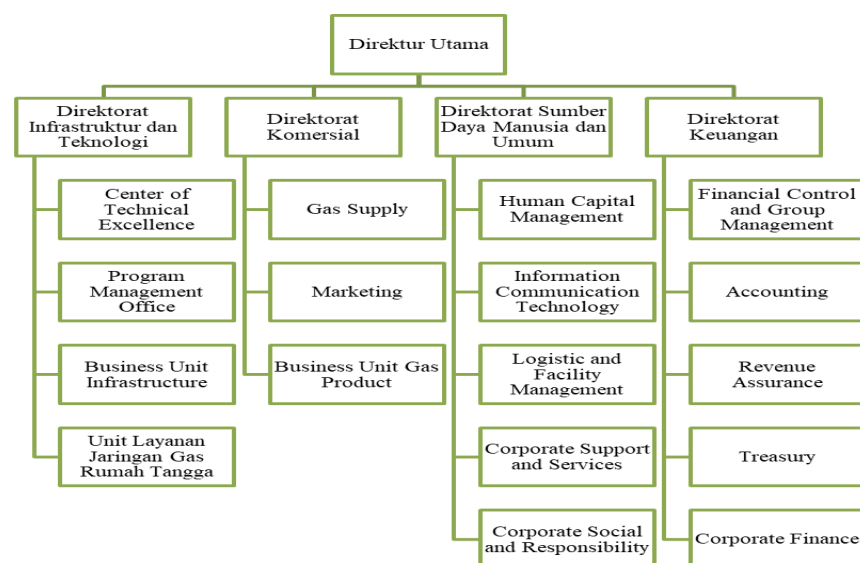 Direktur Utama
Direktorat
Infrastruktur dan
Teknologi
Center of
Technical
Excellence
Program
Management
Office
Business Unit
Infrastructure
Unit Layanan
Jaringan Gas
Rumah Tangga
Direktorat
Komersial
Gas Supply
Marketing
Business Unit Gas
Product
Direktorat Sumber
Daya Manusia dan
Umum
Human Capital
Management
Information
Communication
Technology
Logistic and
Facility
Management
Corporate Support
and Services
Corporate Social
and Responsibility
Direktorat
Keuangan
Financial Control
and Group
Management
Accounting
Revenue
Assurance
Treasury
Corporate Finance